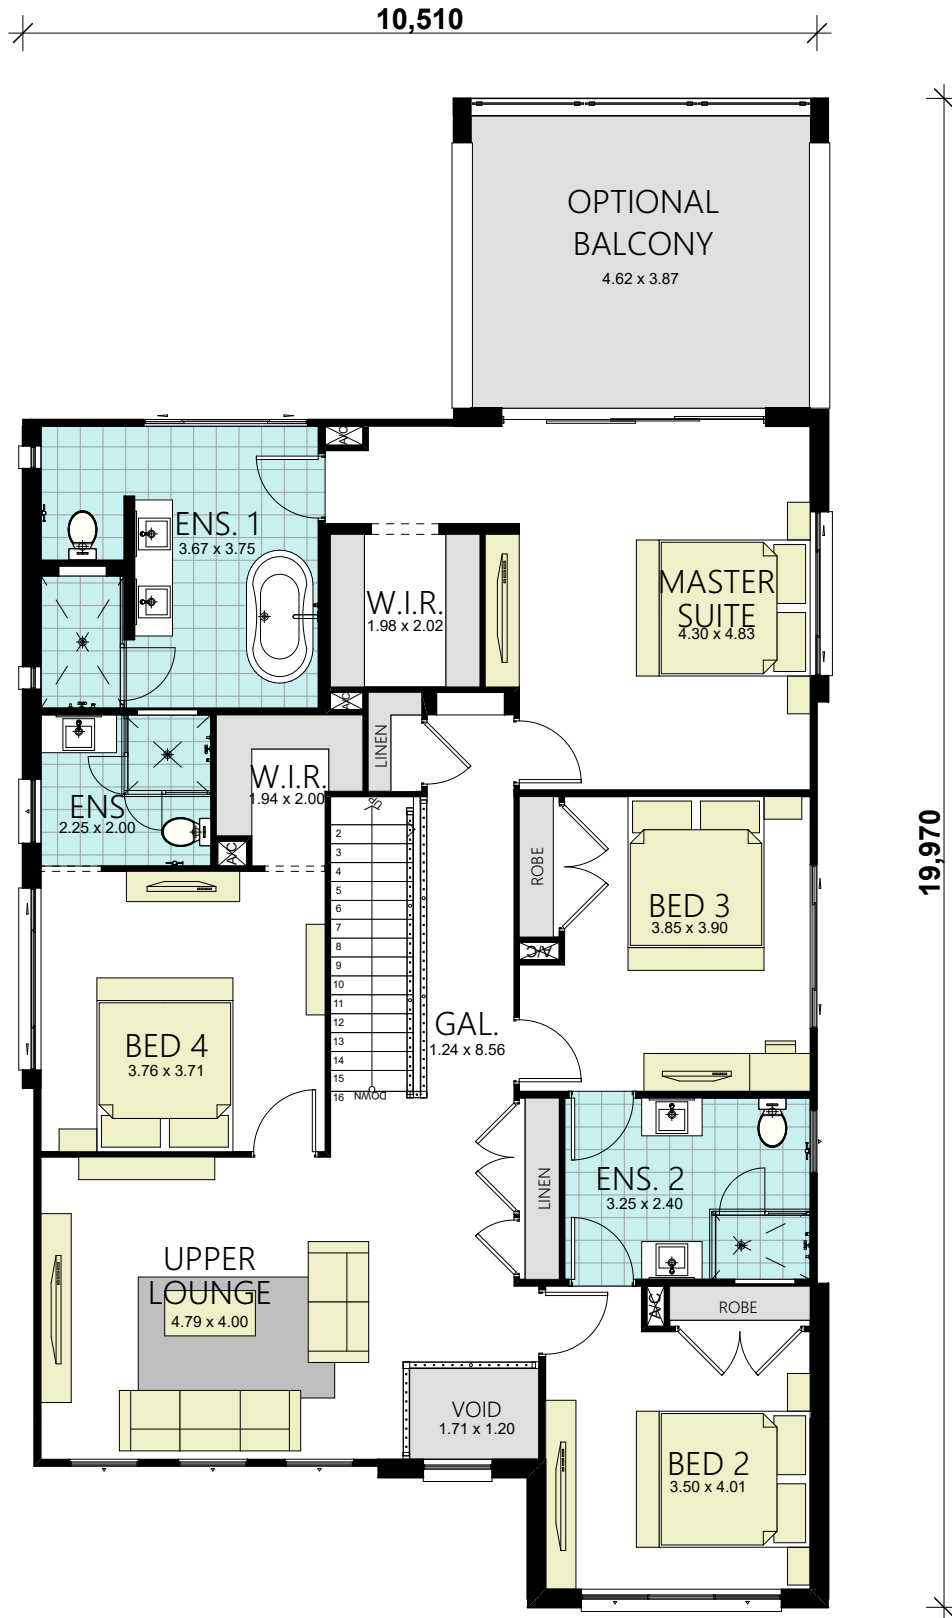 10,510
OPTIONAL
BALCONY
4.62 x 3.87
19,970
A/C
ENS. 1
3.67 x 3.75
W.I.R.
1.98 x 2.02
MASTER
SUITE
4.30 x 4.83
A/C
LINEN
W.I.R.
1.94 x 2.00
ENS
2.25 x 2.00
A/C
UP
2
3
4
5
6
7
8
9
10
11
12
13
14
15
16
DOWN
ROBE
A/C
BED 3
3.85 x 3.90
GAL.
1.24 x 8.56
BED 4
3.76 x 3.71
LINEN
ENS. 2
3.25 x 2.40
UPPER
LOUNGE
4.79 x 4.00
A/C
ROBE
VOID
1.71 x 1.20
BED 2
3.50 x 4.01